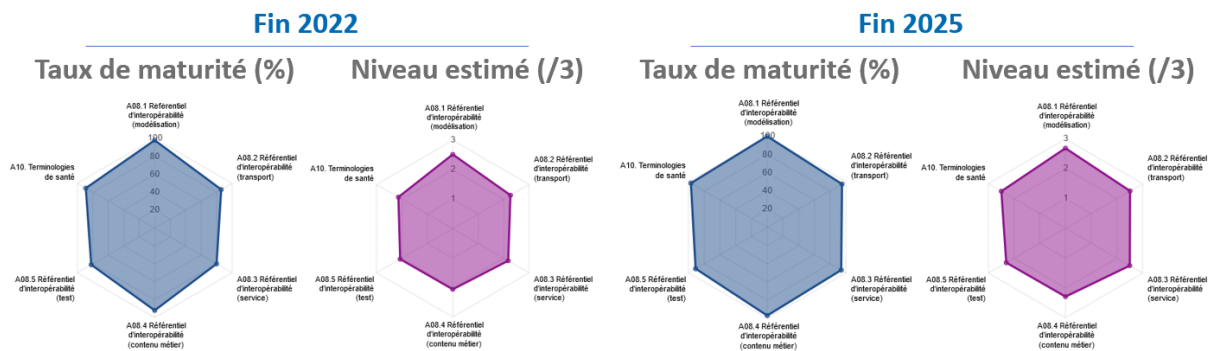 Fin 2022
Taux de maturité (%)
Niveau estimé (/3)
A08.1 Référentiel
d'interopérabilité
(modélisation)
100
80
60
40
20
A08.2 Référentiel
d'interopérabilité
(transport)
A08.3 Référentiel
d'interopérabilité
(service)
A08.4 Référentiel
d'interopérabilité
(contenu métier)
A08.5 Référentiel
d'interopérabilité
(test)
A10. Terminologies
de santé
A08.1 Référentiel
d'interopérabilité
(modélisation)
3
2
1
A08.2 Référentiel
d'interopérabilité
(transport)
A08.3 Référentiel
d'interopérabilité
(service)
A08.4 Référentiel
d'interopérabilité
(contenu métier)
A08.5 Référentiel
d'interopérabilité
(test)
A10. Terminologies
de santé
Fin 2025
Taux de maturité (%)
Niveau estimé (/3)
A08.1 Référentiel
d'interopérabilité
(modélisation)
100
80
60
40
20
A08.2 Référentiel
d'interopérabilité
(transport)
A08.3 Référentiel
d'interopérabilité
(service)
A08.4 Référentiel
d'interopérabilité
(contenu métier)
A08.5 Référentiel
d'interopérabilité
(test)
A10. Terminologies
de santé
A08.1 Référentiel
d'interopérabilité
(modélisation)
3
2
1
A08.2 Référentiel
d'interopérabilité
(transport)
A08.3 Référentiel
d'interopérabilité
(service)
A08.4 Référentiel
d'interopérabilité
(contenu métier)
A08.5 Référentiel
d'interopérabilité
(test)
A10. Terminologies
de santé